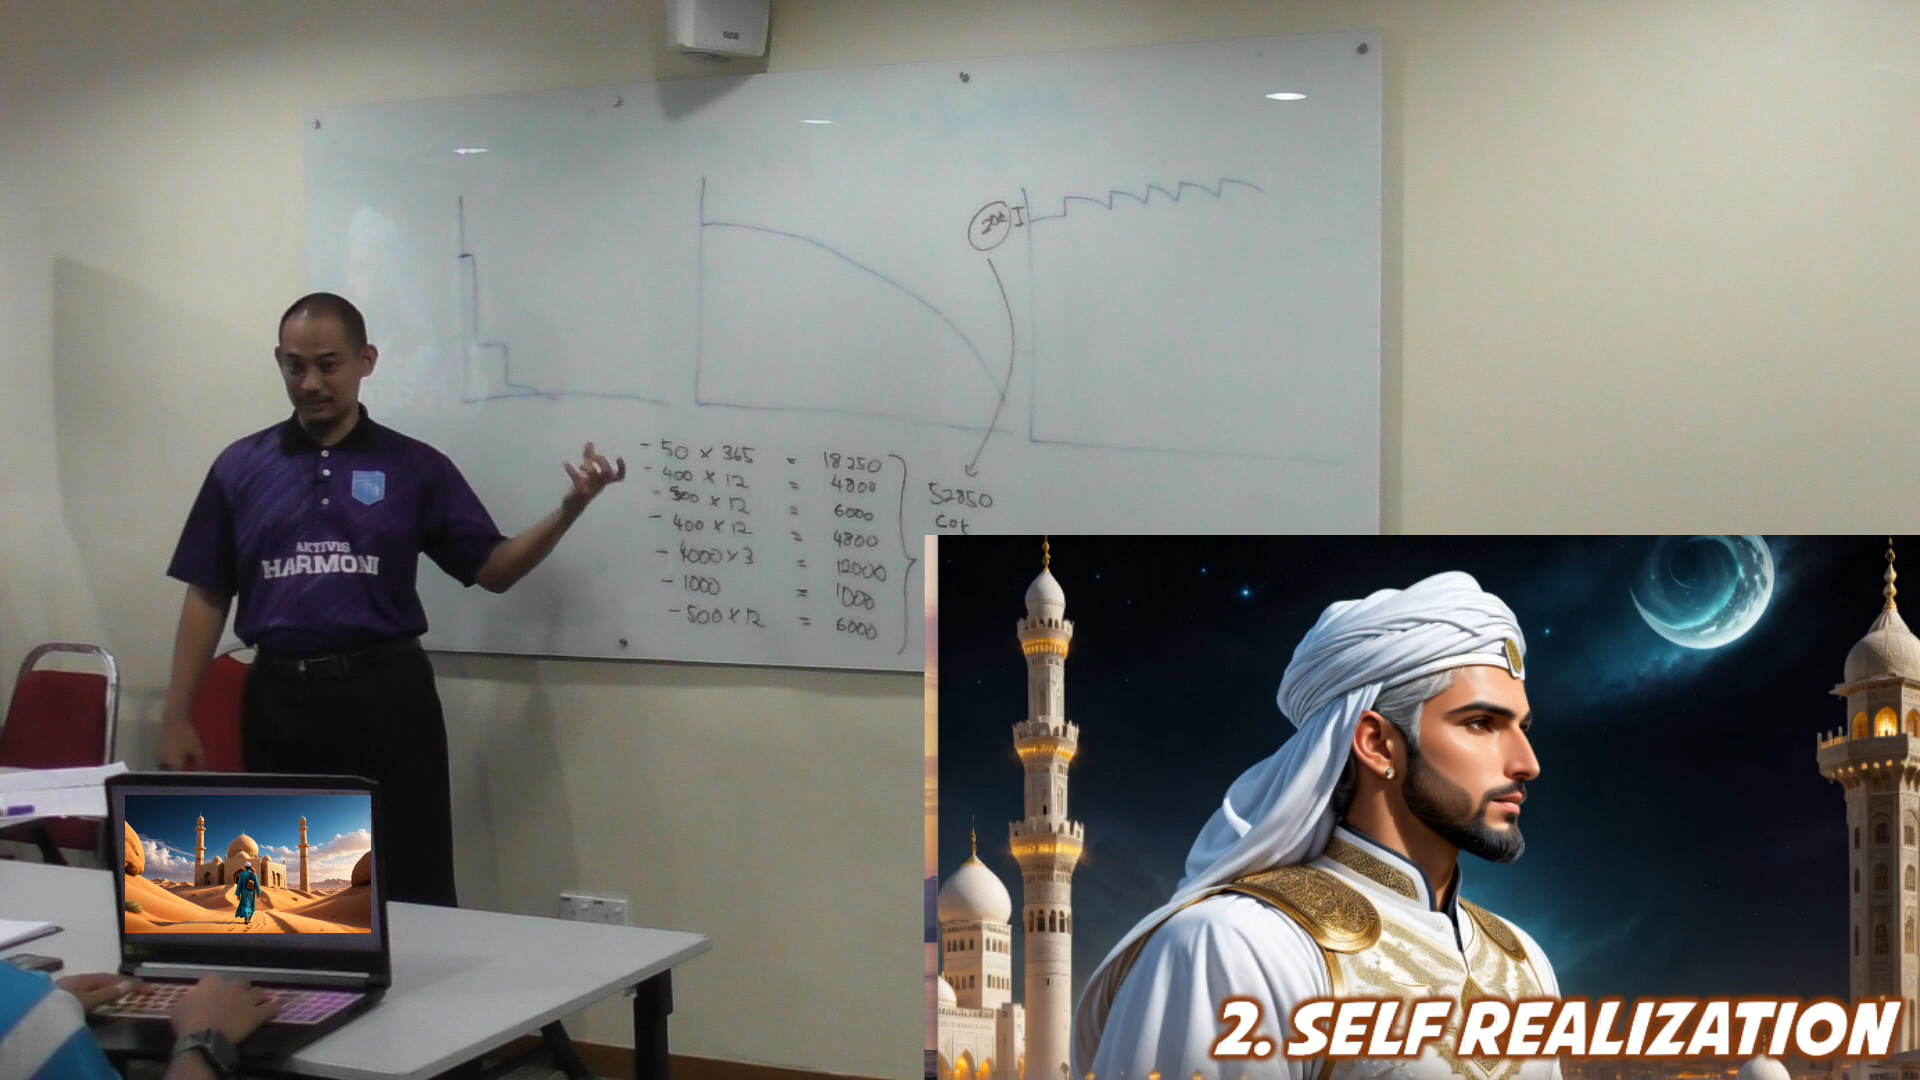 20k I
- 50 x 365 = 18250
- 400 x 12 = 4800
- 500 x 12 = 6000
- 400 x 12 = 4800
- 4000 x 3 = 12000
- 1000 = 1000
- 500 x 12 = 6000
52850
AKTIVIS
HARMONI
2. SELF REALIZATION